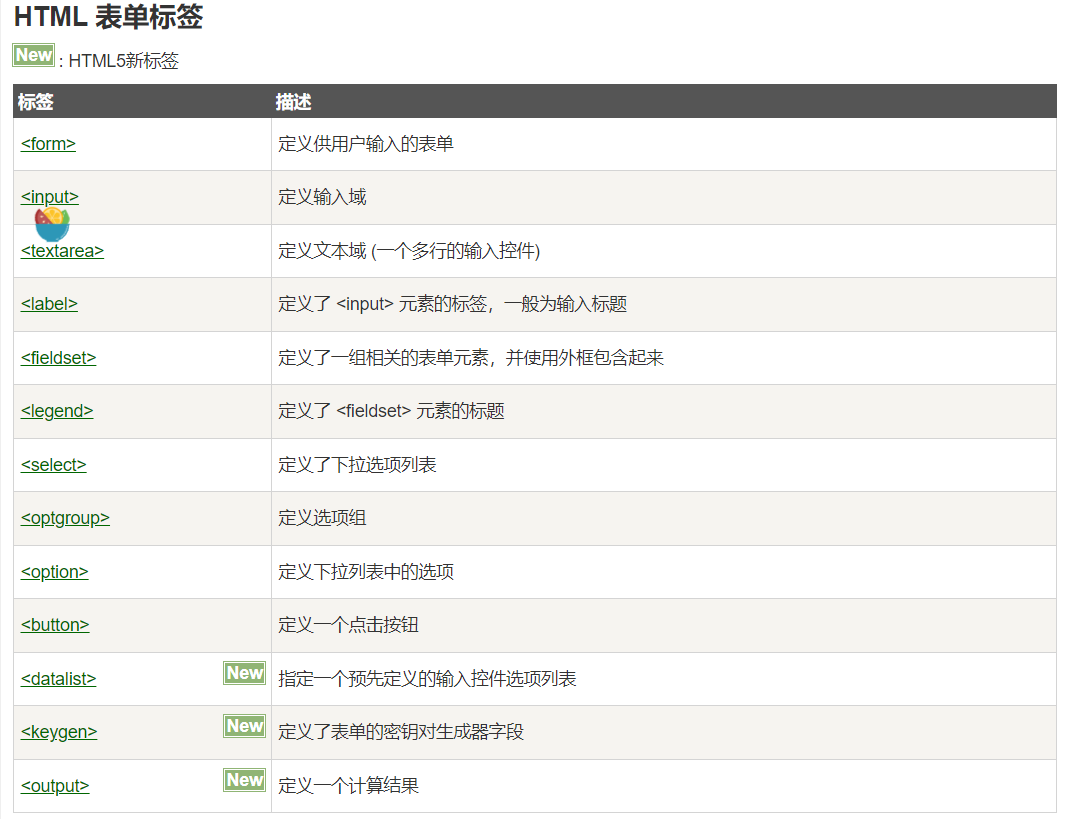 HTML 表单标签
New : HTML5新标签
标签 描述
<form> 定义供用户输入的表单
<input> 定义输入域
<textarea> 定义文本域 (一个多行的输入控件)
<label> 定义了 <input> 元素的标签，一般为输入标题
<fieldset> 定义了一组相关的表单元素，并使用外框包含起来
<legend> 定义了 <fieldset> 元素的标题
<select> 定义了下拉选项列表
<optgroup> 定义选项组
<option> 定义下拉列表中的选项
<button> 定义一个点击按钮
<datalist> New 指定一个预先定义的输入控件选项列表
<keygen> New 定义了表单的密钥对生成器字段
<output> New 定义一个计算结果